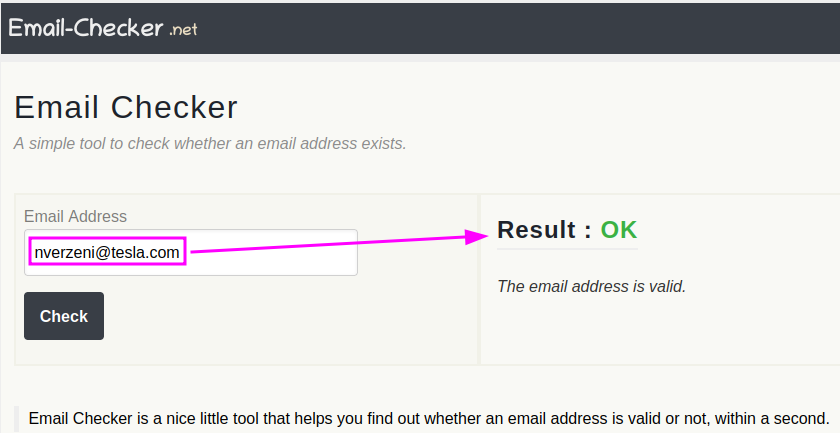 Email-Checker .net
Email Checker
A simple tool to check whether an email address exists.
Email Address
nverzeni@tesla.com
Check
Result : OK
The email address is valid.
Email Checker is a nice little tool that helps you find out whether an email address is valid or not, within a second.